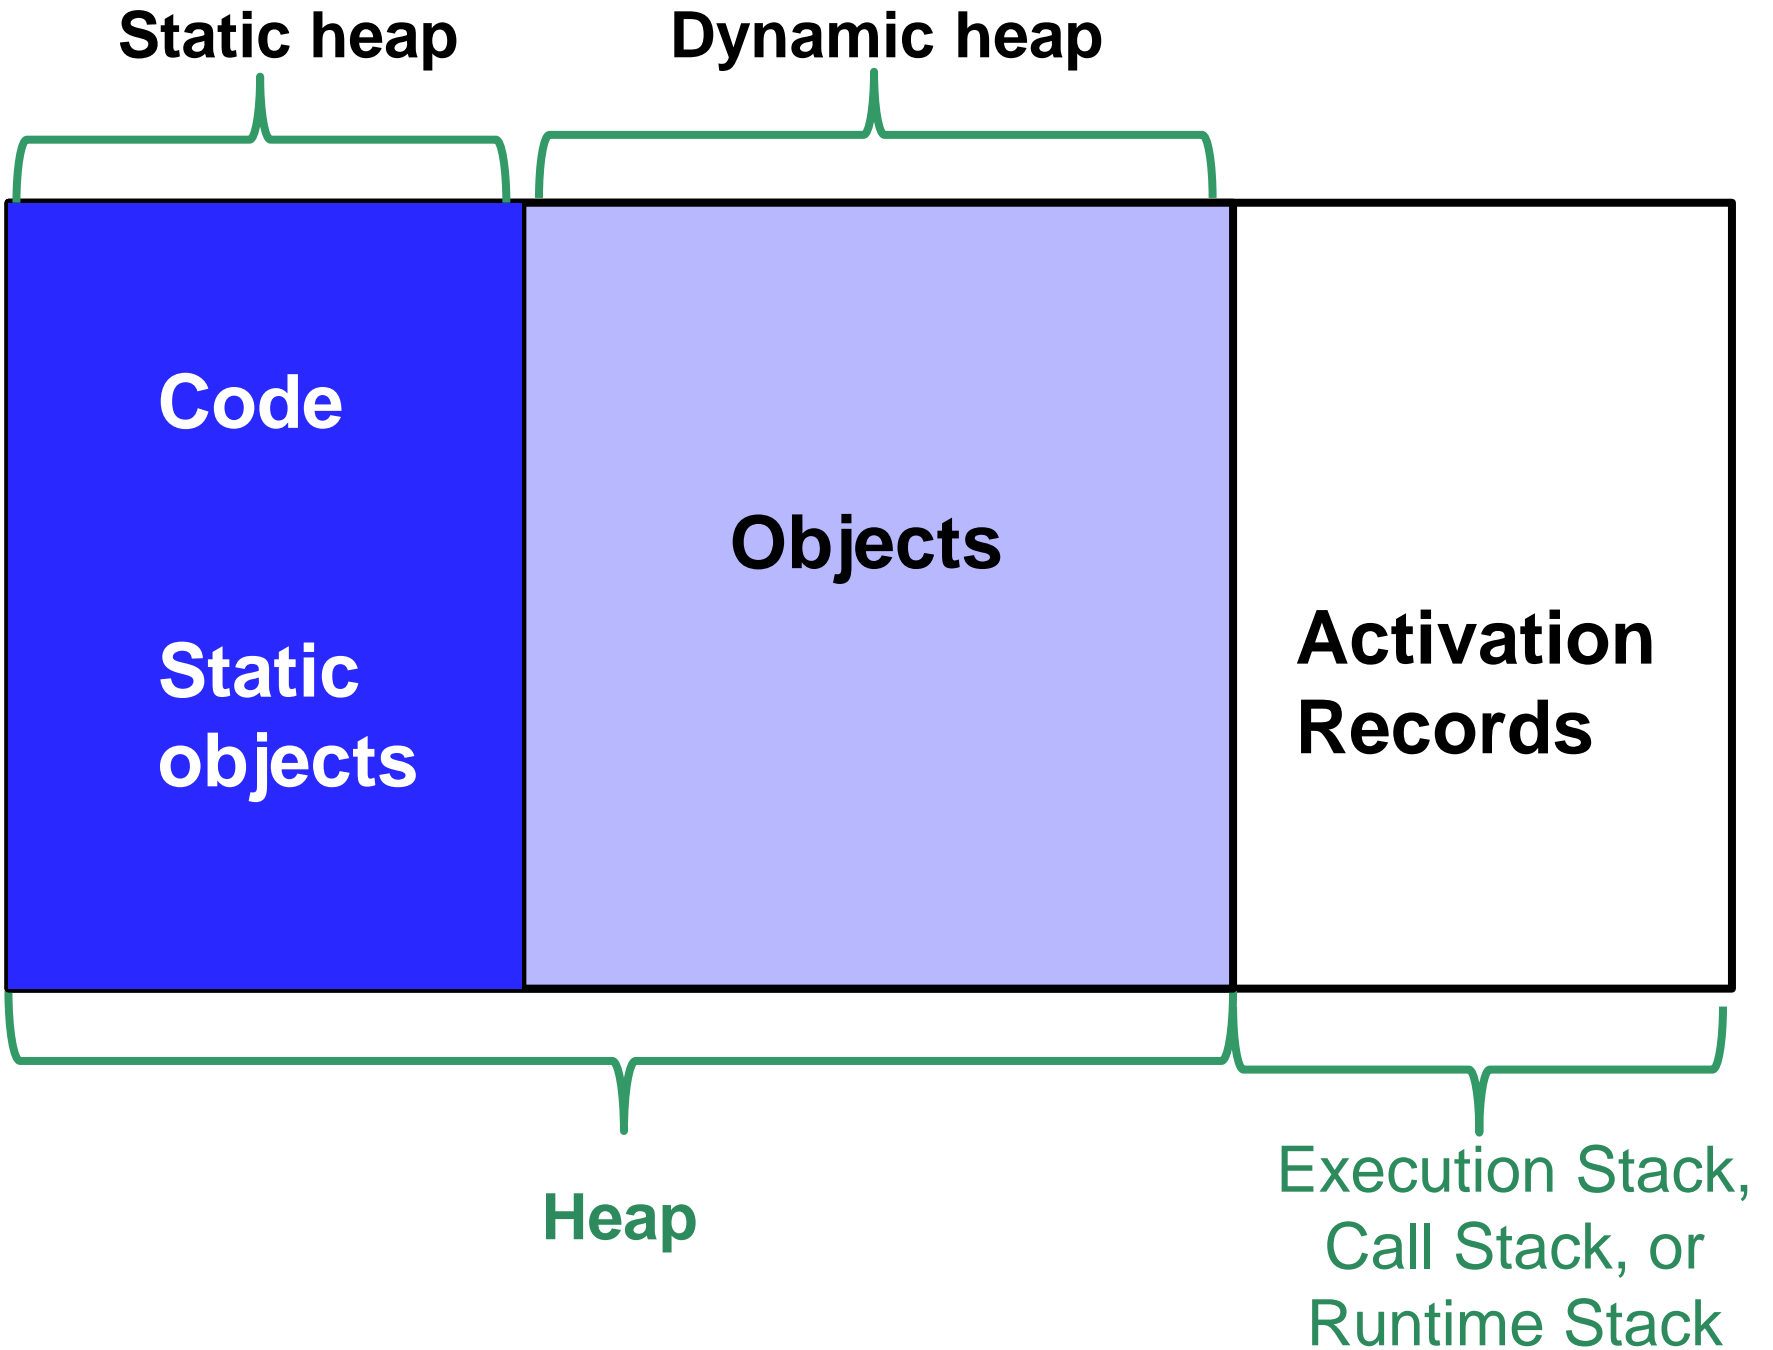 Static heap
Dynamic heap
Code
Static
objects
Objects
Activation
Records
Heap
Execution Stack,
Call Stack, or
Runtime Stack